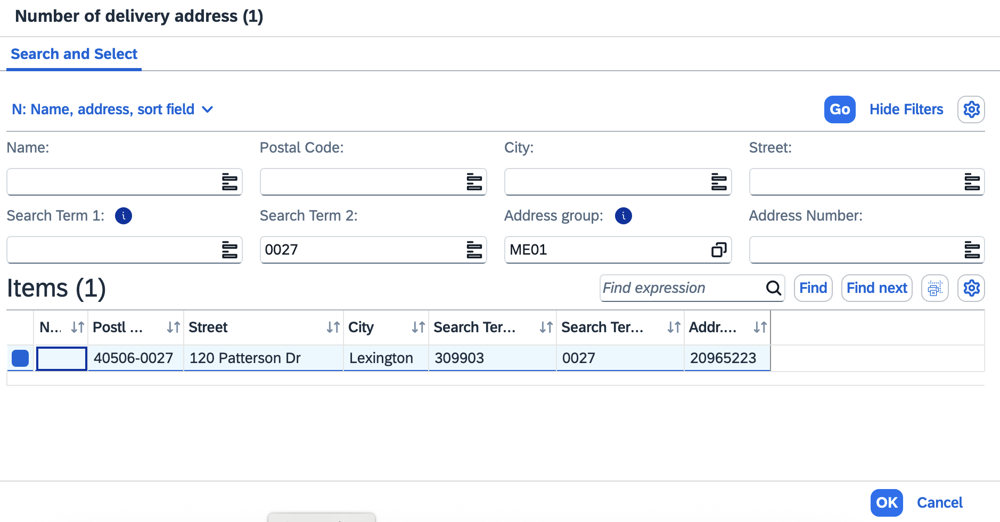 Number of delivery address (1)
Search and Select
N: Name, address, sort field
Go
Hide Filters
Name:
Postal Code:
City:
Street:
Search Term 1:
Search Term 2:
Address group:
Address Number:
0027
ME01
Items (1)
Find expression
Find
Find next
N...
Postl ...
Street
City
Search Ter...
Search Ter...
Addr....
40506-0027
120 Patterson Dr
Lexington
309903
0027
20965223
OK
Cancel